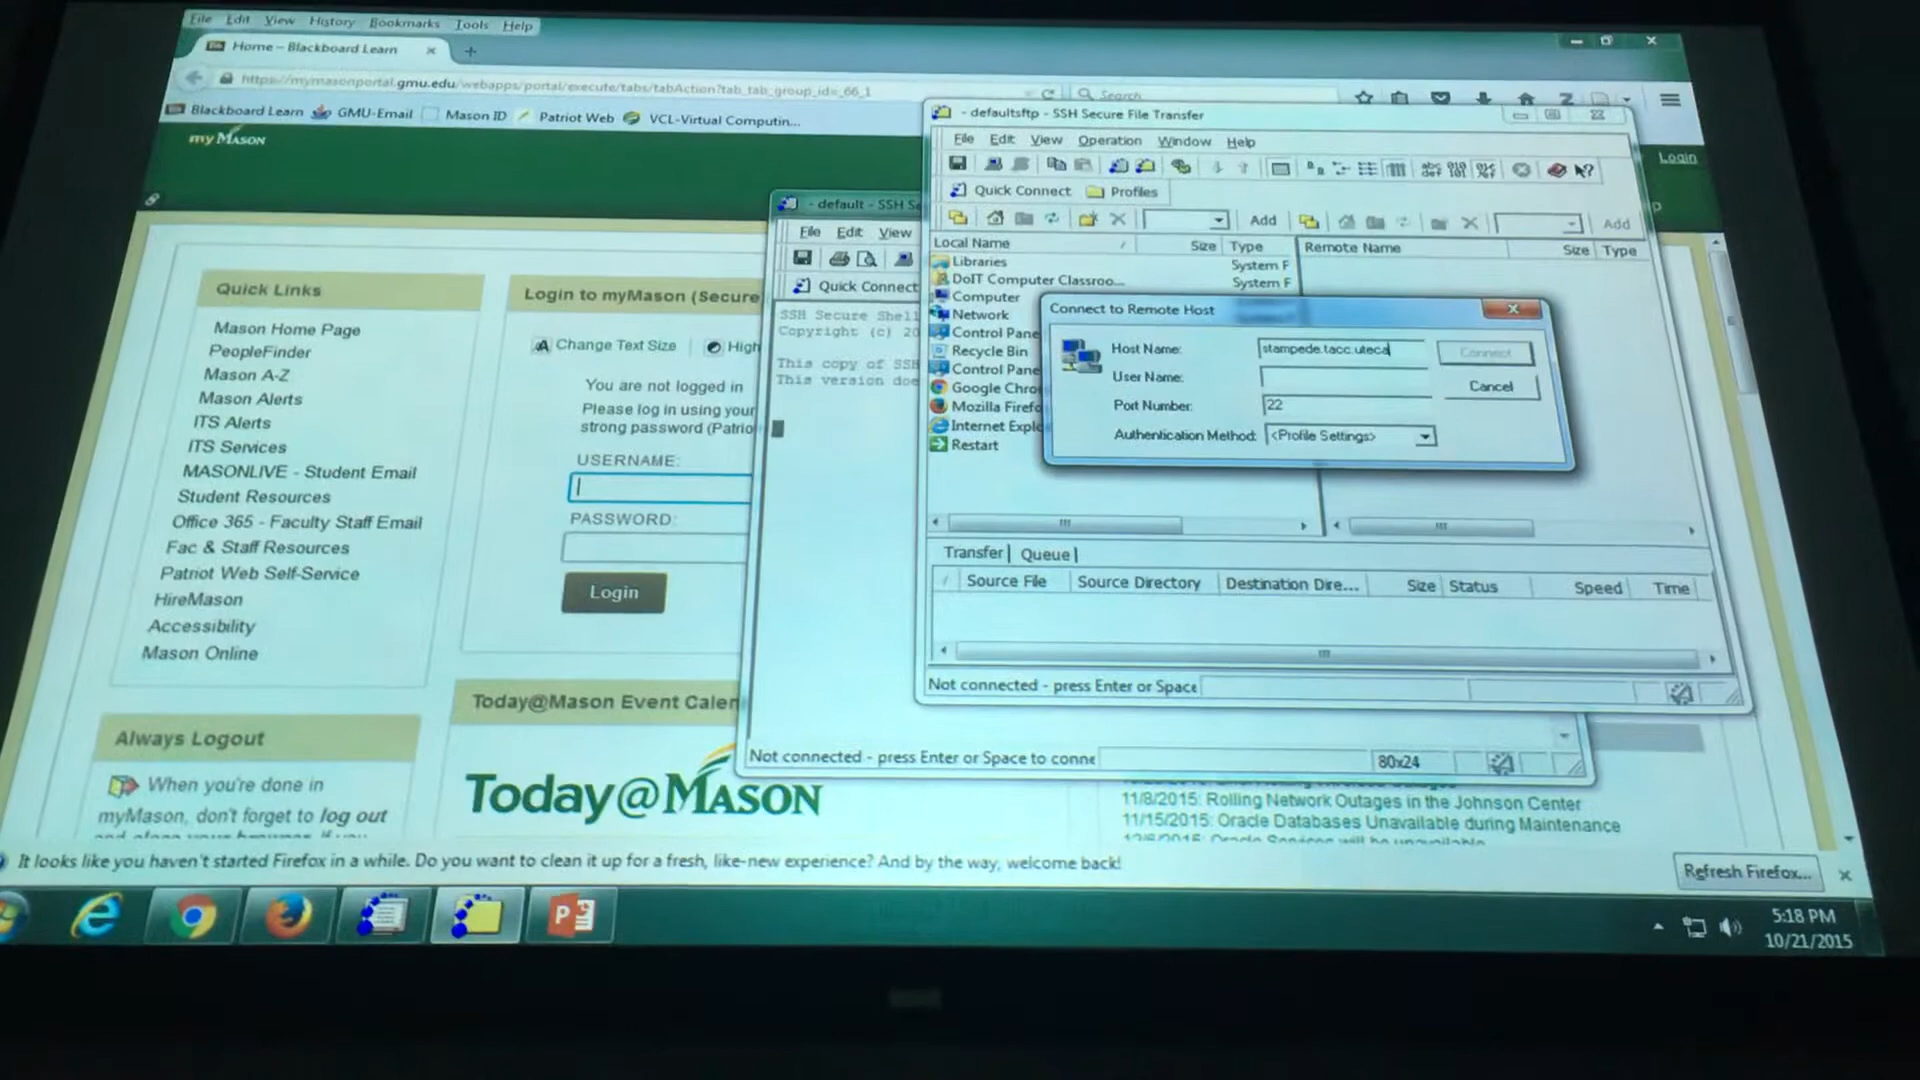 File Edit View History Bookmarks Tools Help
Home – Blackboard Learn
https://mymasonportal.gmu.edu/webapps/portal/execute/tabs/tabAction?tab_tab_group_id=_66_1
Search
Blackboard Learn GMU-Email Mason ID Patriot Web VCL-Virtual Computin...
my MASON
Login
Quick Links
Mason Home Page
PeopleFinder
Mason A-Z
Mason Alerts
ITS Alerts
ITS Services
MASONLIVE - Student Email
Student Resources
Office 365 - Faculty Staff Email
Fac & Staff Resources
Patriot Web Self-Service
HireMason
Accessibility
Mason Online
Always Logout
When you're done in
myMason, don't forget to log out
Login to myMason (Secure
Change Text Size High
You are not logged in
Please log in using your
strong password (Patrio
USERNAME:
PASSWORD:
Login
Today@Mason Event Calen
Today@MASON
- default - SSH Se
File Edit View
Quick Connect
SSH Secure Shell
Copyright (c) 20
This copy of SSH
This version doe
Not connected - press Enter or Space to conne
80x24
- defaultsftp - SSH Secure File Transfer
File Edit View Operation Window Help
Quick Connect Profiles
Add Add
Local Name / Size Type Remote Name Size Type
Libraries System F
DoIT Computer Classroo... System F
Computer
Network
Control Pane
Recycle Bin
Control Pane
Google Chro
Mozilla Firefo
Internet Explo
Restart
Connect to Remote Host
Host Name: stampede.tacc.uteca
Connect
User Name:
Cancel
Port Number: 22
Authentication Method: <Profile Settings>
Transfer Queue
/ Source File Source Directory Destination Dire... Size Status Speed Time
Not connected - press Enter or Space
11/8/2015: Rolling Network Outages in the Johnson Center
11/15/2015: Oracle Databases Unavailable during Maintenance
It looks like you haven't started Firefox in a while. Do you want to clean it up for a fresh, like-new experience? And by the way, welcome back!
Refresh Firefox...
5:18 PM
10/21/2015